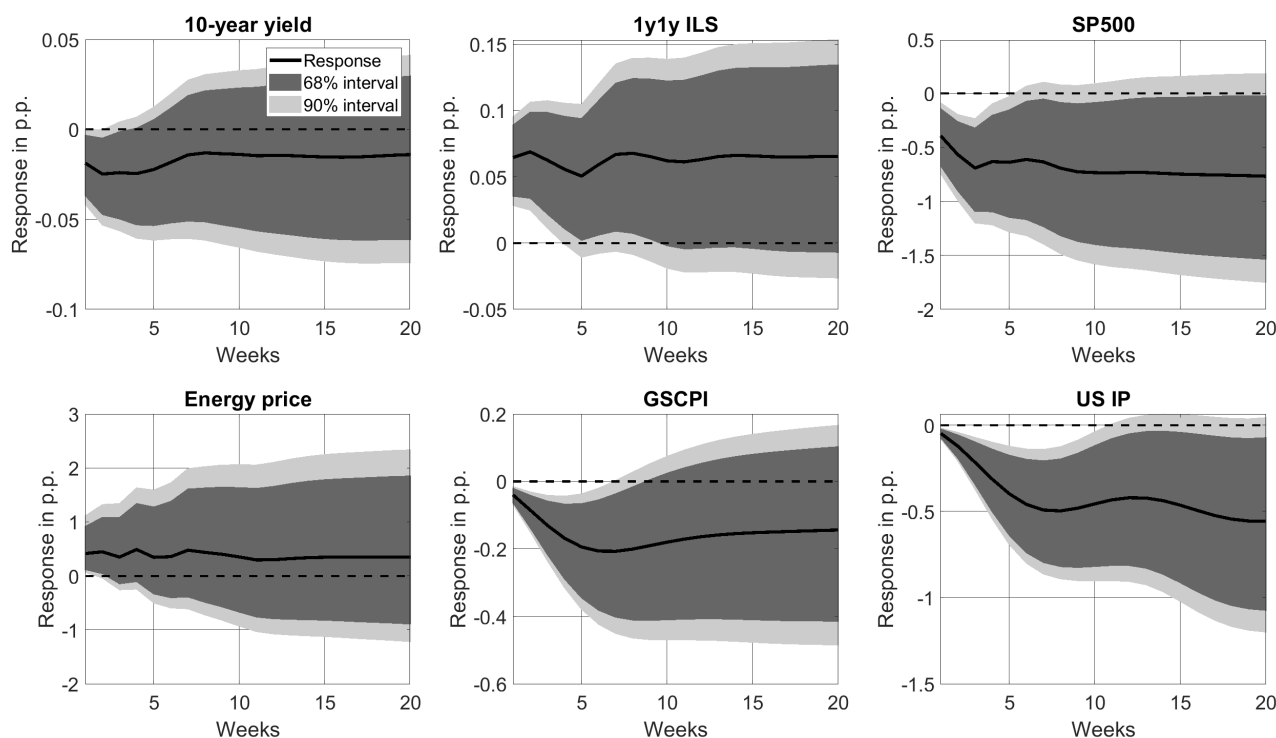 10-year yield
0.05
0
-0.05
-0.1
Response in p.p.
Response
68% interval
90% interval
5
10
15
20
Weeks
1y1y ILS
0.15
0.1
0.05
0
-0.05
Response in p.p.
5
10
15
20
Weeks
SP500
0.5
0
-0.5
-1
-1.5
-2
Response in p.p.
5
10
15
20
Weeks
Energy price
3
2
1
0
-1
-2
Response in p.p.
5
10
15
20
Weeks
GSCPI
0.2
0
-0.2
-0.4
-0.6
Response in p.p.
5
10
15
20
Weeks
US IP
0
-0.5
-1
-1.5
Response in p.p.
5
10
15
20
Weeks